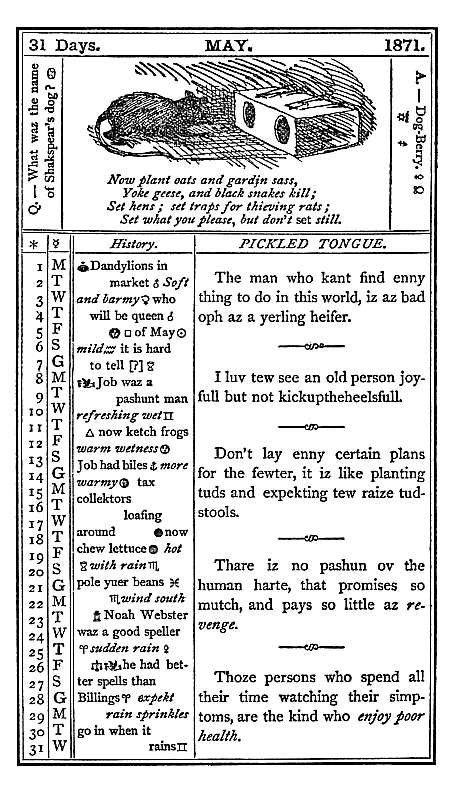 31 Days. MAY. 1871.
Q. — What waz the name
of Shakspear's dog?
A. — Dog-Berry.
Now plant oats and gardin sass,
Yoke geese, and black snakes kill;
Set hens; set traps for thieving rats;
Set what you please, but don't set still.
* ☿ History. PICKLED TONGUE.
1 M
2 T
3 W
4 T
5 F
6 S
7 G
8 M
9 T
10 W
11 T
12 F
13 S
14 G
15 M
16 T
17 W
18 T
19 F
20 S
21 G
22 M
23 T
24 W
25 T
26 F
27 S
28 G
29 M
30 T
31 W
Dandylions in
market ♂ Soft
and barmy ♀ who
will be queen ♂
□ of May ☉
mild it is hard
to tell [?]
Job waz a
pashunt man
refreshing wet ♊
△ now ketch frogs
warm wetness
Job had biles more
warmy tax
collektors
loafing
around now
chew lettuce hot
with rain ♏
pole yuer beans ♓
♏ wind south
Noah Webster
waz a good speller
♈ sudden rain ♀
he had bet-
ter spells than
Billings ♈ expekt
rain sprinkles
go in when it
rains ♊
The man who kant find enny
thing to do in this world, iz az bad
oph az a yerling heifer.
I luv tew see an old person joy-
full but not kickuptheheelsfull.
Don't lay enny certain plans
for the fewter, it iz like planting
tuds and expekting tew raize tud-
stools.
Thare iz no pashun ov the
human harte, that promises so
mutch, and pays so little az re-
venge.
Thoze persons who spend all
their time watching their simp-
toms, are the kind who enjoy poor
health.